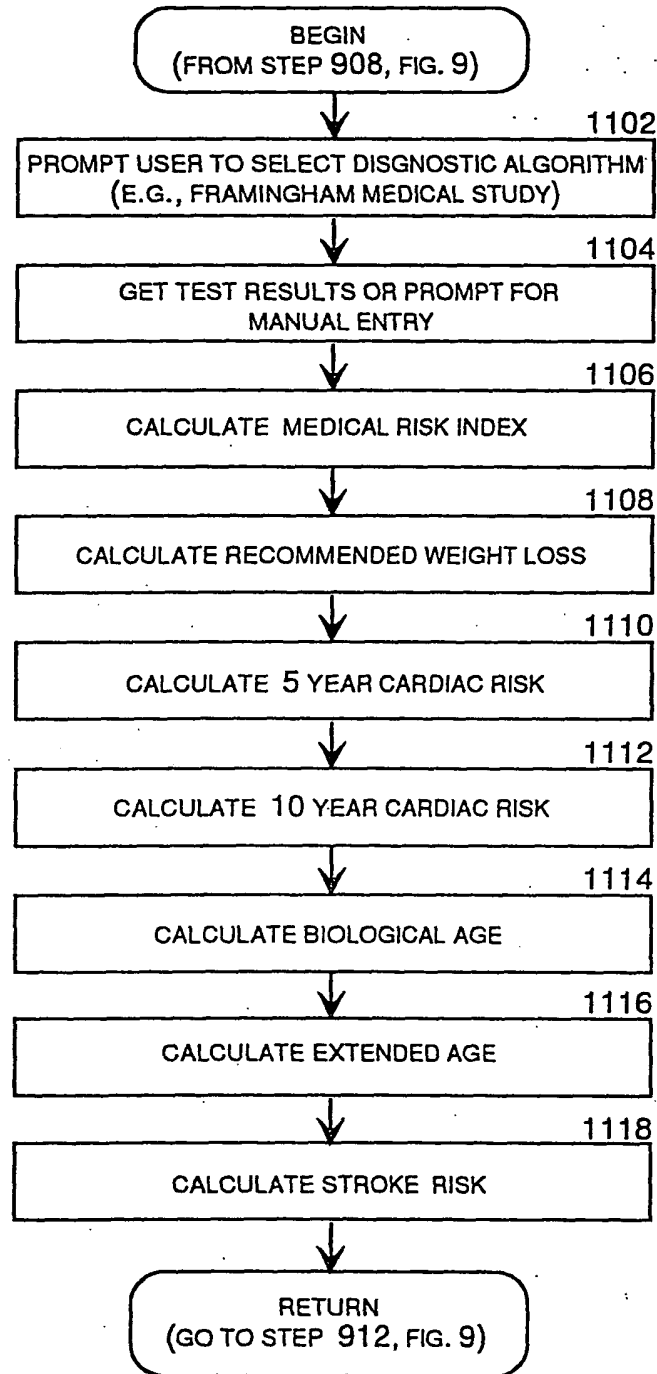 BEGIN
(FROM STEP 908, FIG. 9)
1102
PROMPT USER TO SELECT DISGNOSTIC ALGORITHM
(E.G., FRAMINGHAM MEDICAL STUDY)
1104
GET TEST RESULTS OR PROMPT FOR
MANUAL ENTRY
1106
CALCULATE MEDICAL RISK INDEX
1108
CALCULATE RECOMMENDED WEIGHT LOSS
1110
CALCULATE 5 YEAR CARDIAC RISK
1112
CALCULATE 10 YEAR CARDIAC RISK
1114
CALCULATE BIOLOGICAL AGE
1116
CALCULATE EXTENDED AGE
1118
CALCULATE STROKE RISK
RETURN
(GO TO STEP 912, FIG. 9)